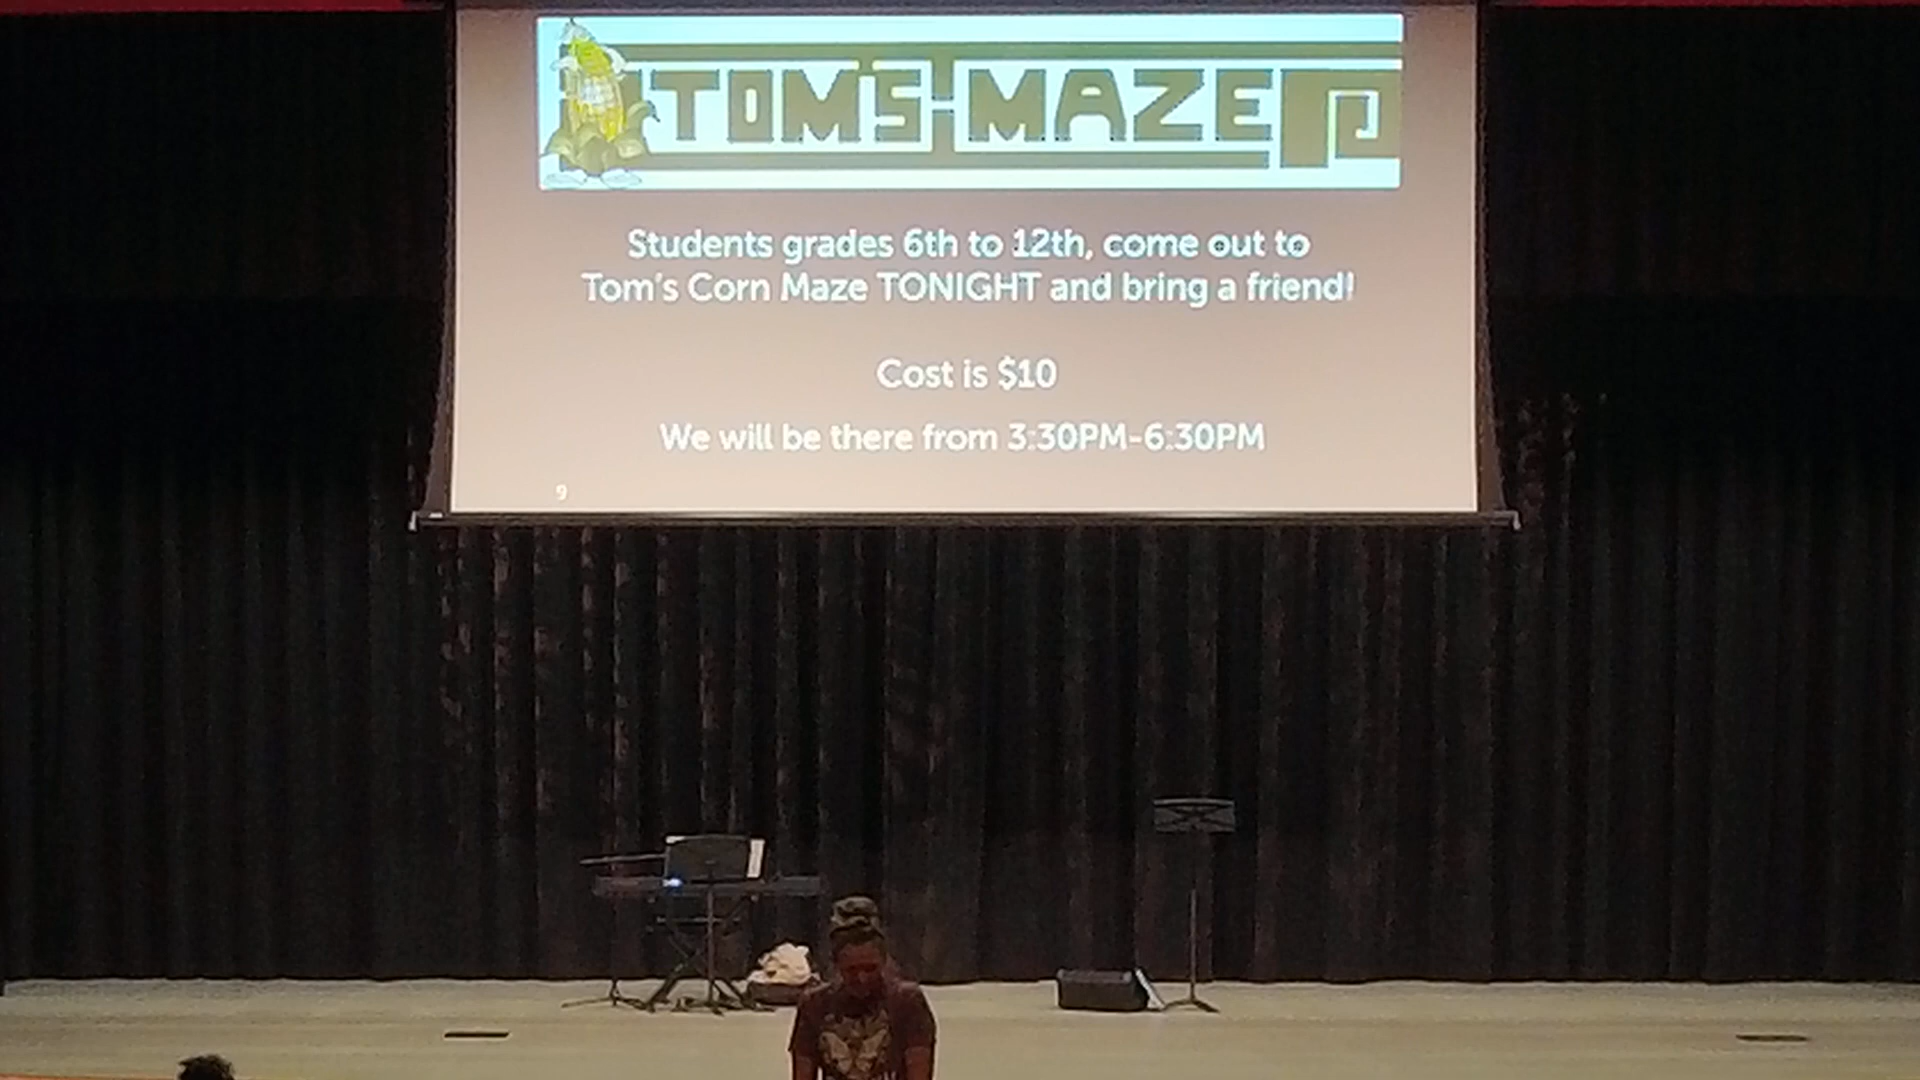 TOM'S MAZE
Students grades 6th to 12th, come out to
Tom's Corn Maze TONIGHT and bring a friend!
Cost is $10
We will be there from 3:30PM-6:30PM
9